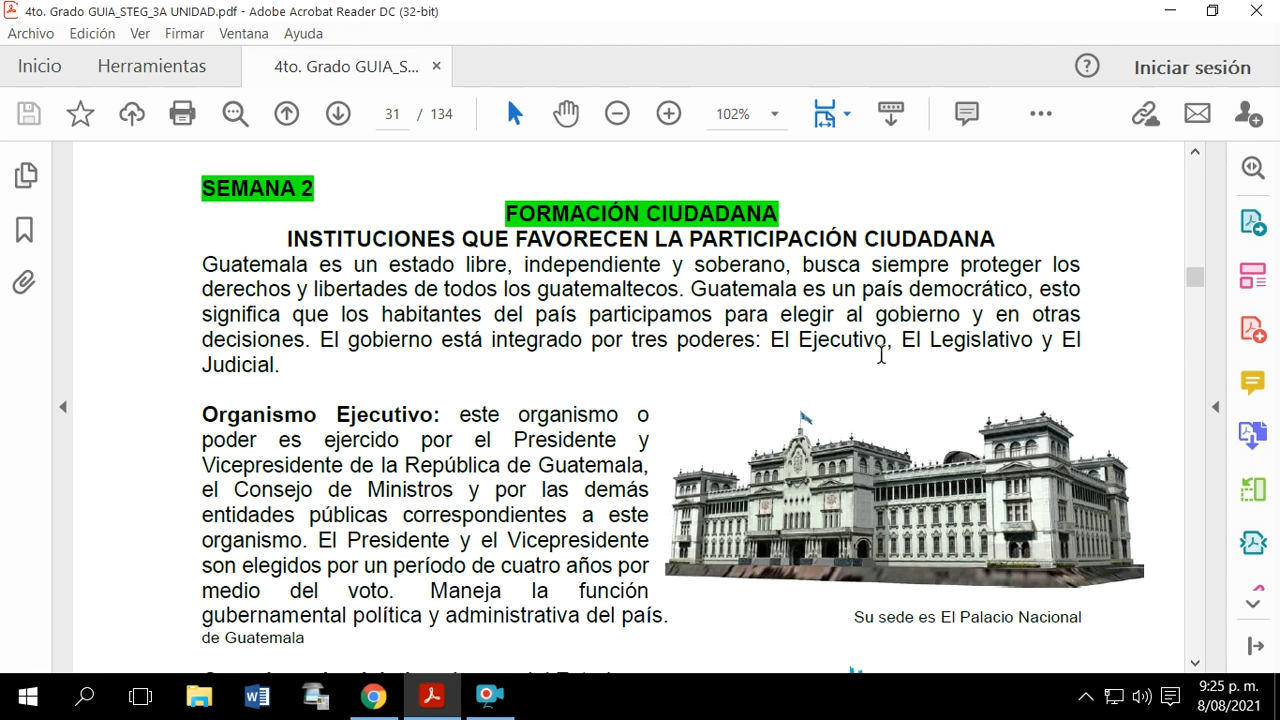 4to. Grado GUIA_STEG_3A UNIDAD.pdf - Adobe Acrobat Reader DC (32-bit)
Archivo Edición Ver Firmar Ventana Ayuda
Inicio Herramientas 4to. Grado GUIA_S... × Iniciar sesión
31 / 134 102%
SEMANA 2
FORMACIÓN CIUDADANA
INSTITUCIONES QUE FAVORECEN LA PARTICIPACIÓN CIUDADANA
Guatemala es un estado libre, independiente y soberano, busca siempre proteger los
derechos y libertades de todos los guatemaltecos. Guatemala es un país democrático, esto
significa que los habitantes del país participamos para elegir al gobierno y en otras
decisiones. El gobierno está integrado por tres poderes: El Ejecutivo, El Legislativo y El
Judicial.
Organismo Ejecutivo: este organismo o
poder es ejercido por el Presidente y
Vicepresidente de la República de Guatemala,
el Consejo de Ministros y por las demás
entidades públicas correspondientes a este
organismo. El Presidente y el Vicepresidente
son elegidos por un período de cuatro años por
medio del voto. Maneja la función
gubernamental política y administrativa del país. Su sede es El Palacio Nacional
de Guatemala
9:25 p. m.
8/08/2021